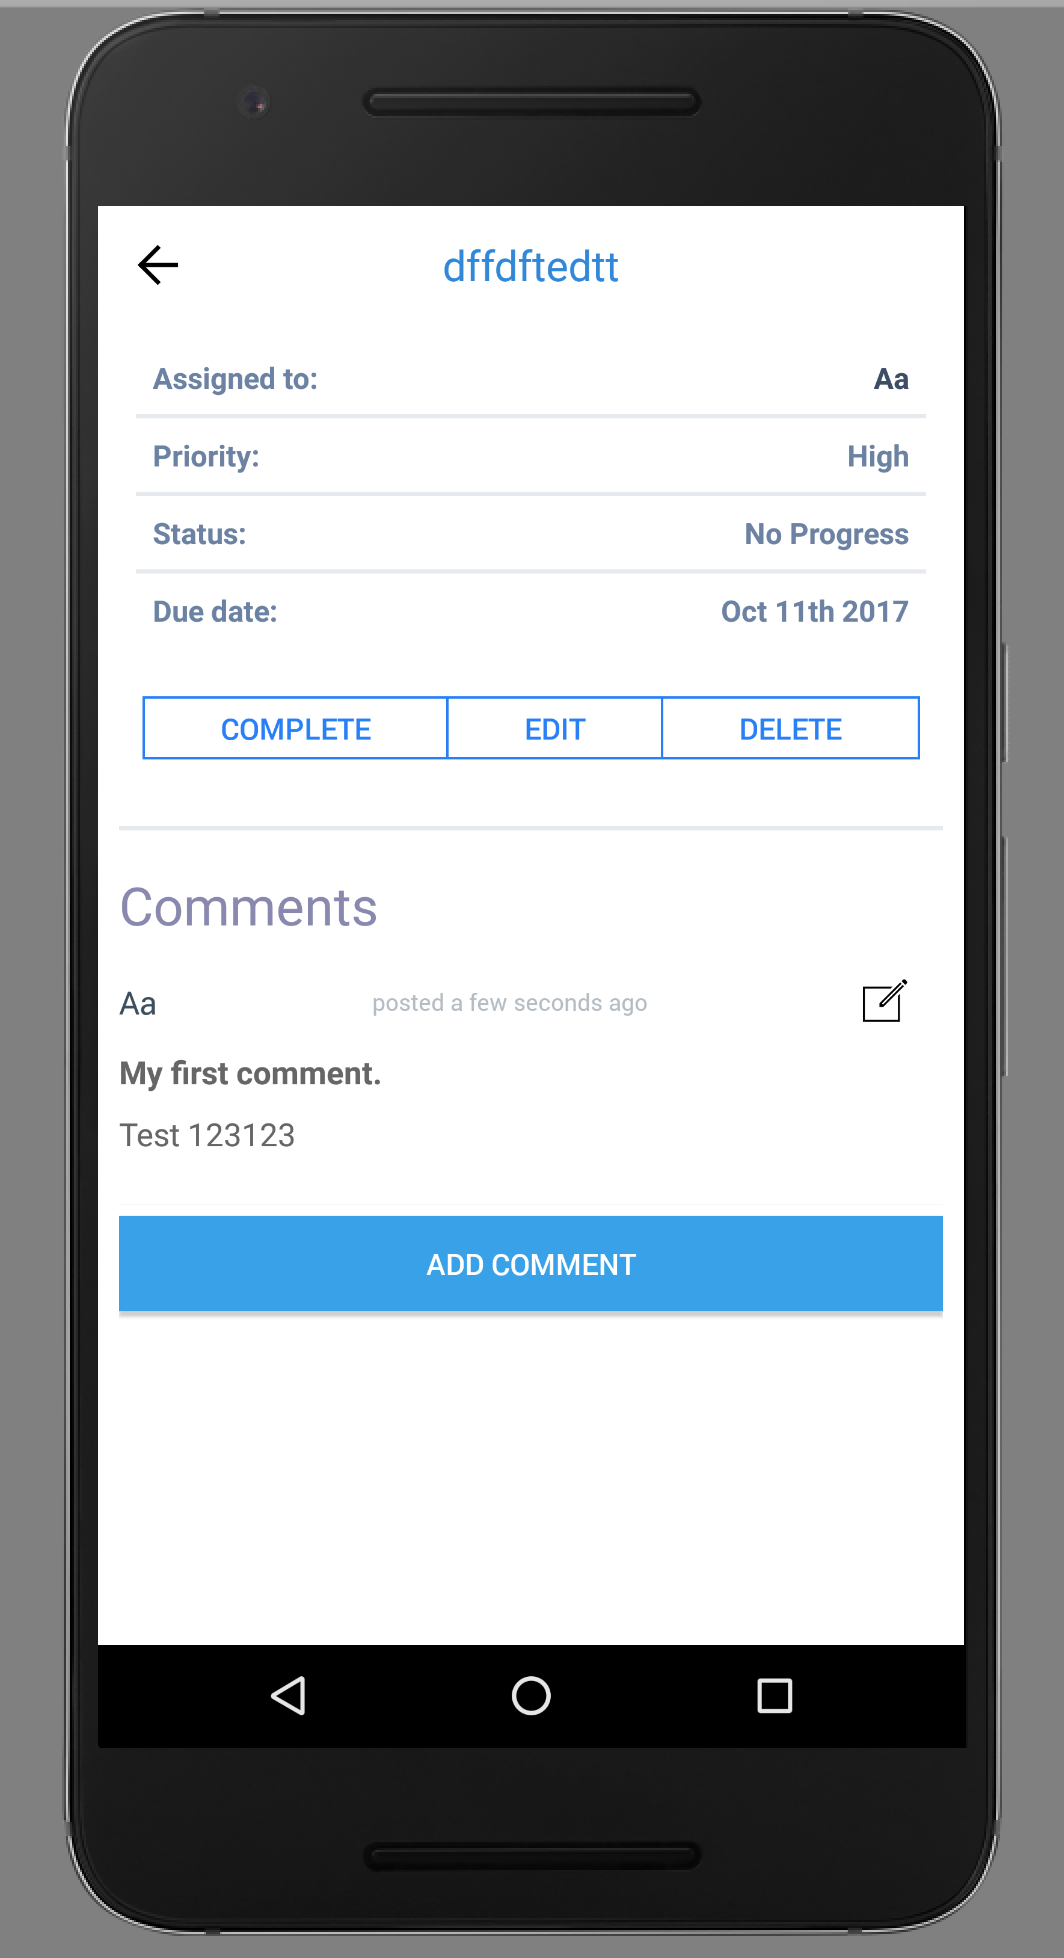 dffdftedtt
Assigned to: Aa
Priority: High
Status: No Progress
Due date: Oct 11th 2017
COMPLETE EDIT DELETE
Comments
Aa posted a few seconds ago
My first comment.
Test 123123
ADD COMMENT